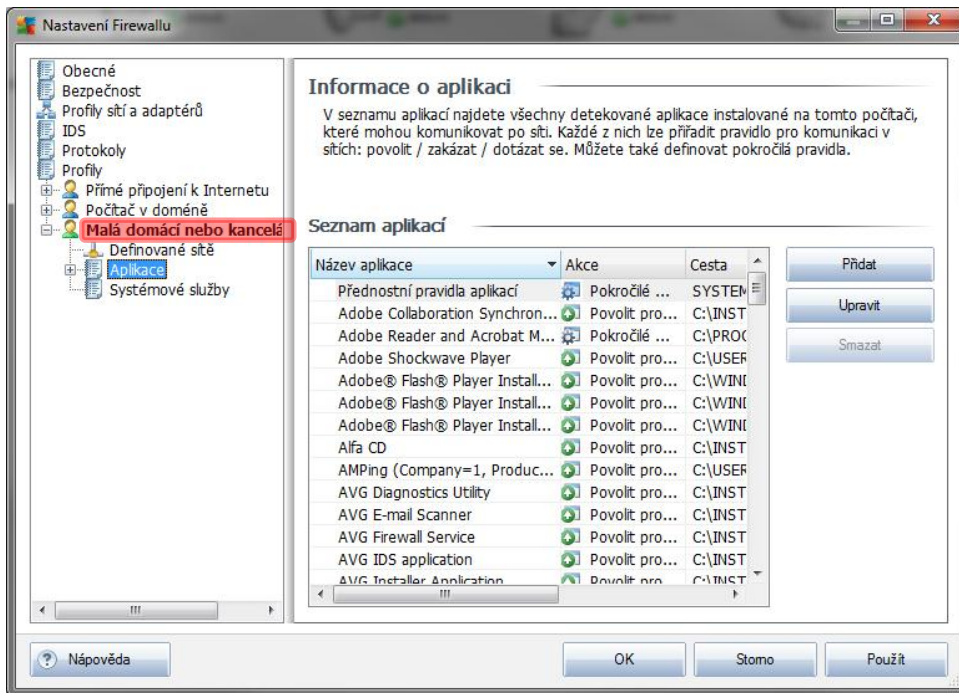 Nastavení Firewallu
Obecné
Bezpečnost
Profily sítí a adaptérů
IDS
Protokoly
Profily
Přímé připojení k Internetu
Počítač v doméně
Malá domácí nebo kancelá
Definované sítě
Aplikace
Systémové služby
Informace o aplikaci
V seznamu aplikací najdete všechny detekované aplikace instalované na tomto počítači,
které mohou komunikovat po síti. Každé z nich lze přiřadit pravidlo pro komunikaci v
sítích: povolit / zakázat / dotázat se. Můžete také definovat pokročilá pravidla.
Seznam aplikací
Název aplikace Akce Cesta
Přednostní pravidla aplikací Pokročilé ... SYSTEM
Adobe Collaboration Synchron... Povolit pro... C:\INST
Adobe Reader and Acrobat M... Pokročilé ... C:\PROG
Adobe Shockwave Player Povolit pro... C:\USER
Adobe® Flash® Player Install... Povolit pro... C:\WIND
Adobe® Flash® Player Install... Povolit pro... C:\WIND
Adobe® Flash® Player Install... Povolit pro... C:\WIND
Alfa CD Povolit pro... C:\INST
AMPing (Company=1, Produc... Povolit pro... C:\USER
AVG Diagnostics Utility Povolit pro... C:\INST
AVG E-mail Scanner Povolit pro... C:\INST
AVG Firewall Service Povolit pro... C:\INST
AVG IDS application Povolit pro... C:\INST
AVG Installer Application Povolit pro... C:\INST
Přidat
Upravit
Smazat
Nápověda
OK
Storno
Použít